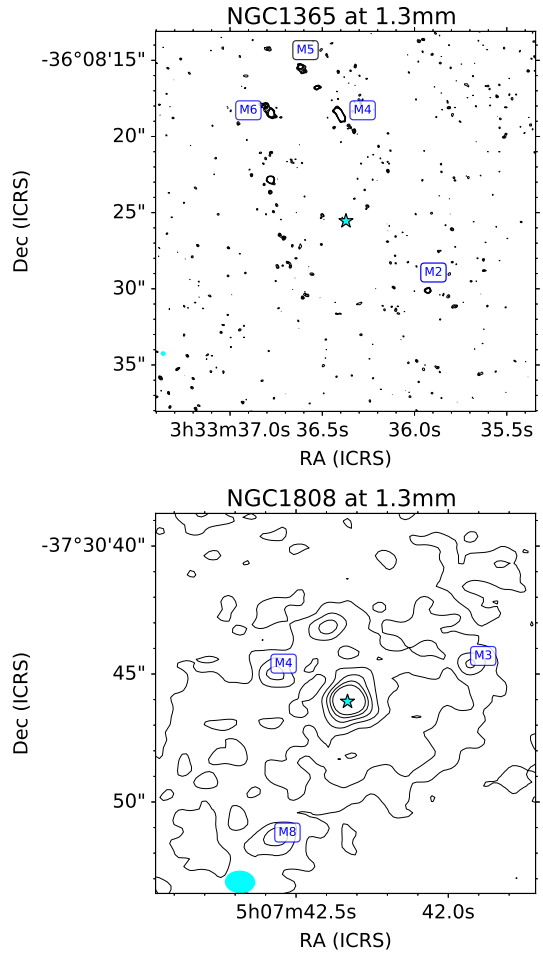 NGC1365 at 1.3mm
-36°08'15"
20"
25"
30"
35"
Dec (ICRS)
M5
M6
M4
M2
3h33m37.0s 36.5s 36.0s 35.5s
RA (ICRS)
NGC1808 at 1.3mm
-37°30'40"
45"
50"
Dec (ICRS)
M4
M3
M8
5h07m42.5s 42.0s
RA (ICRS)